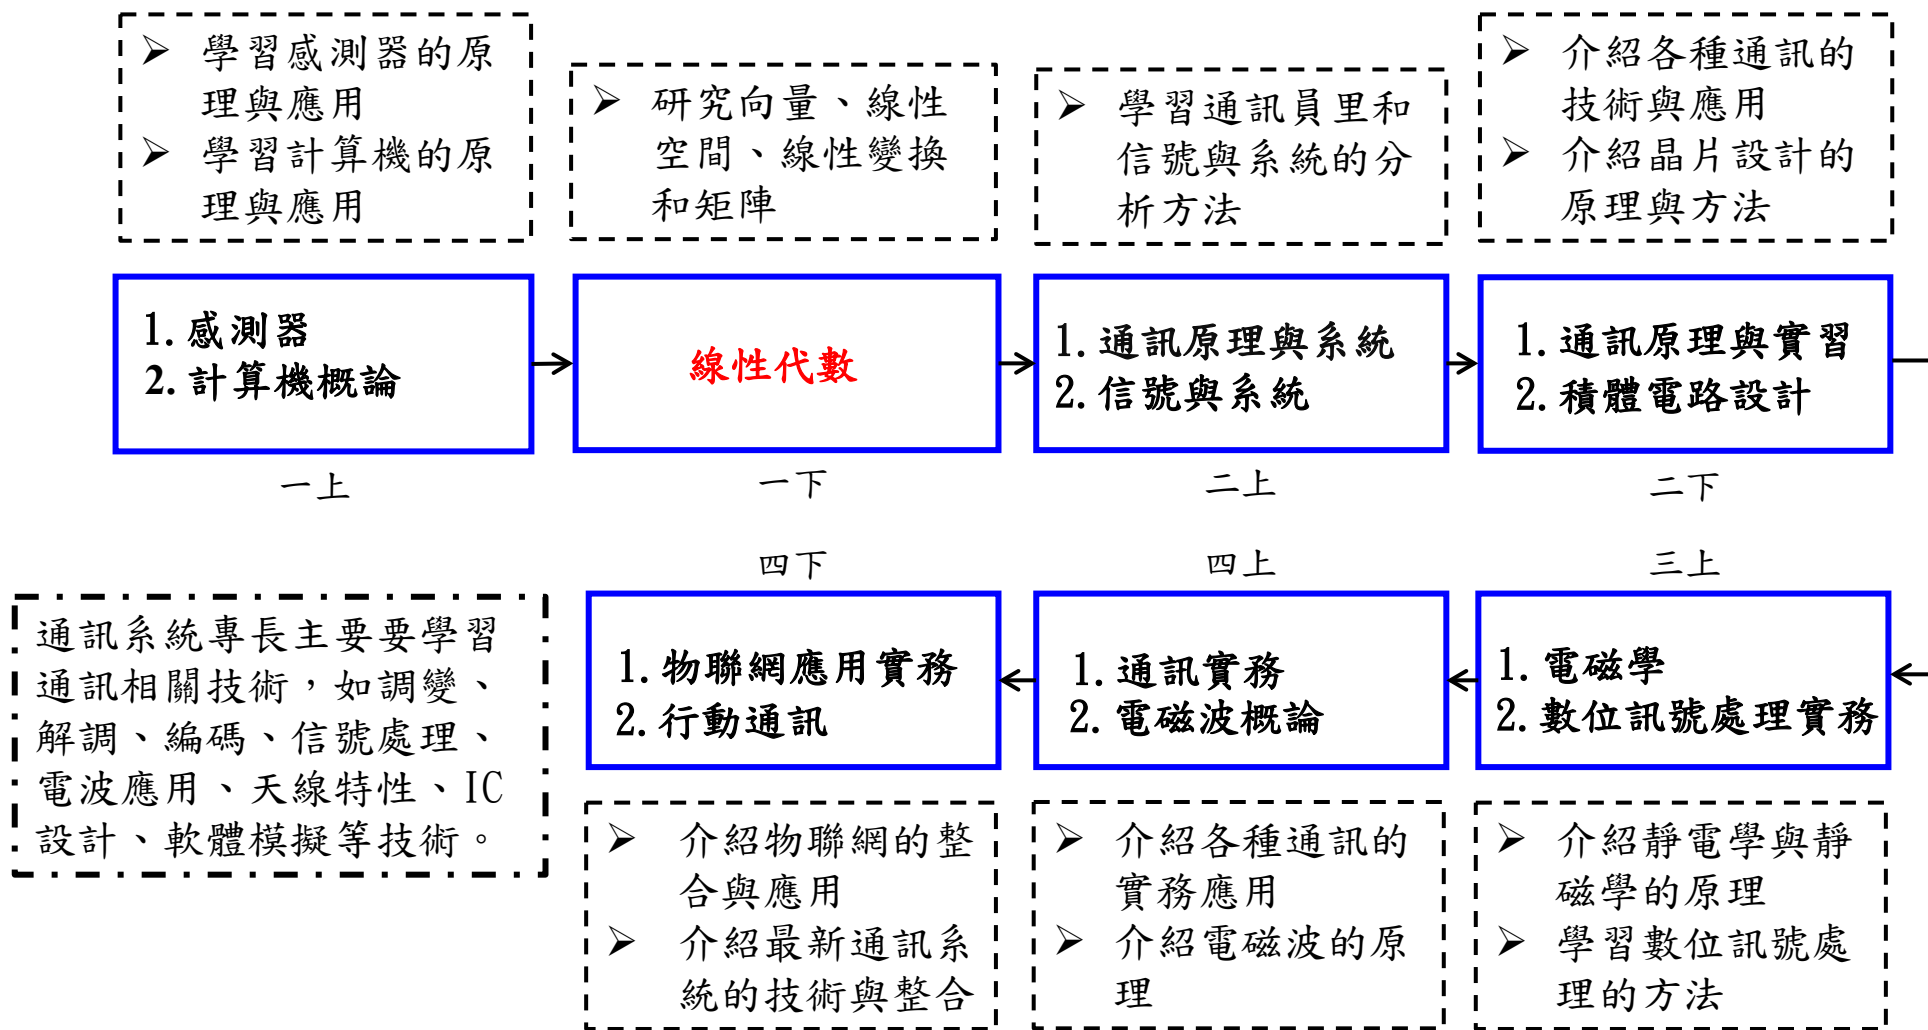 ➢ 學習感測器的原
理與應用
➢ 學習計算機的原
理與應用
➢ 研究向量、線性
空間、線性變換
和矩陣
➢ 學習通訊員里和
信號與系統的分
析方法
➢ 介紹各種通訊的
技術與應用
➢ 介紹晶片設計的
原理與方法
1. 感測器
2. 計算機概論
線性代數
1. 通訊原理與系統
2. 信號與系統
1. 通訊原理與實習
2. 積體電路設計
一上
一下
二上
二下
四下
四上
三上
通訊系統專長主要要學習
通訊相關技術，如調變、
解調、編碼、信號處理、
電波應用、天線特性、IC
設計、軟體模擬等技術。
1. 物聯網應用實務
2. 行動通訊
1. 通訊實務
2. 電磁波概論
1. 電磁學
2. 數位訊號處理實務
➢ 介紹物聯網的整
合與應用
➢ 介紹最新通訊系
統的技術與整合
➢ 介紹各種通訊的
實務應用
➢ 介紹電磁波的原
理
➢ 介紹靜電學與靜
磁學的原理
➢ 學習數位訊號處
理的方法